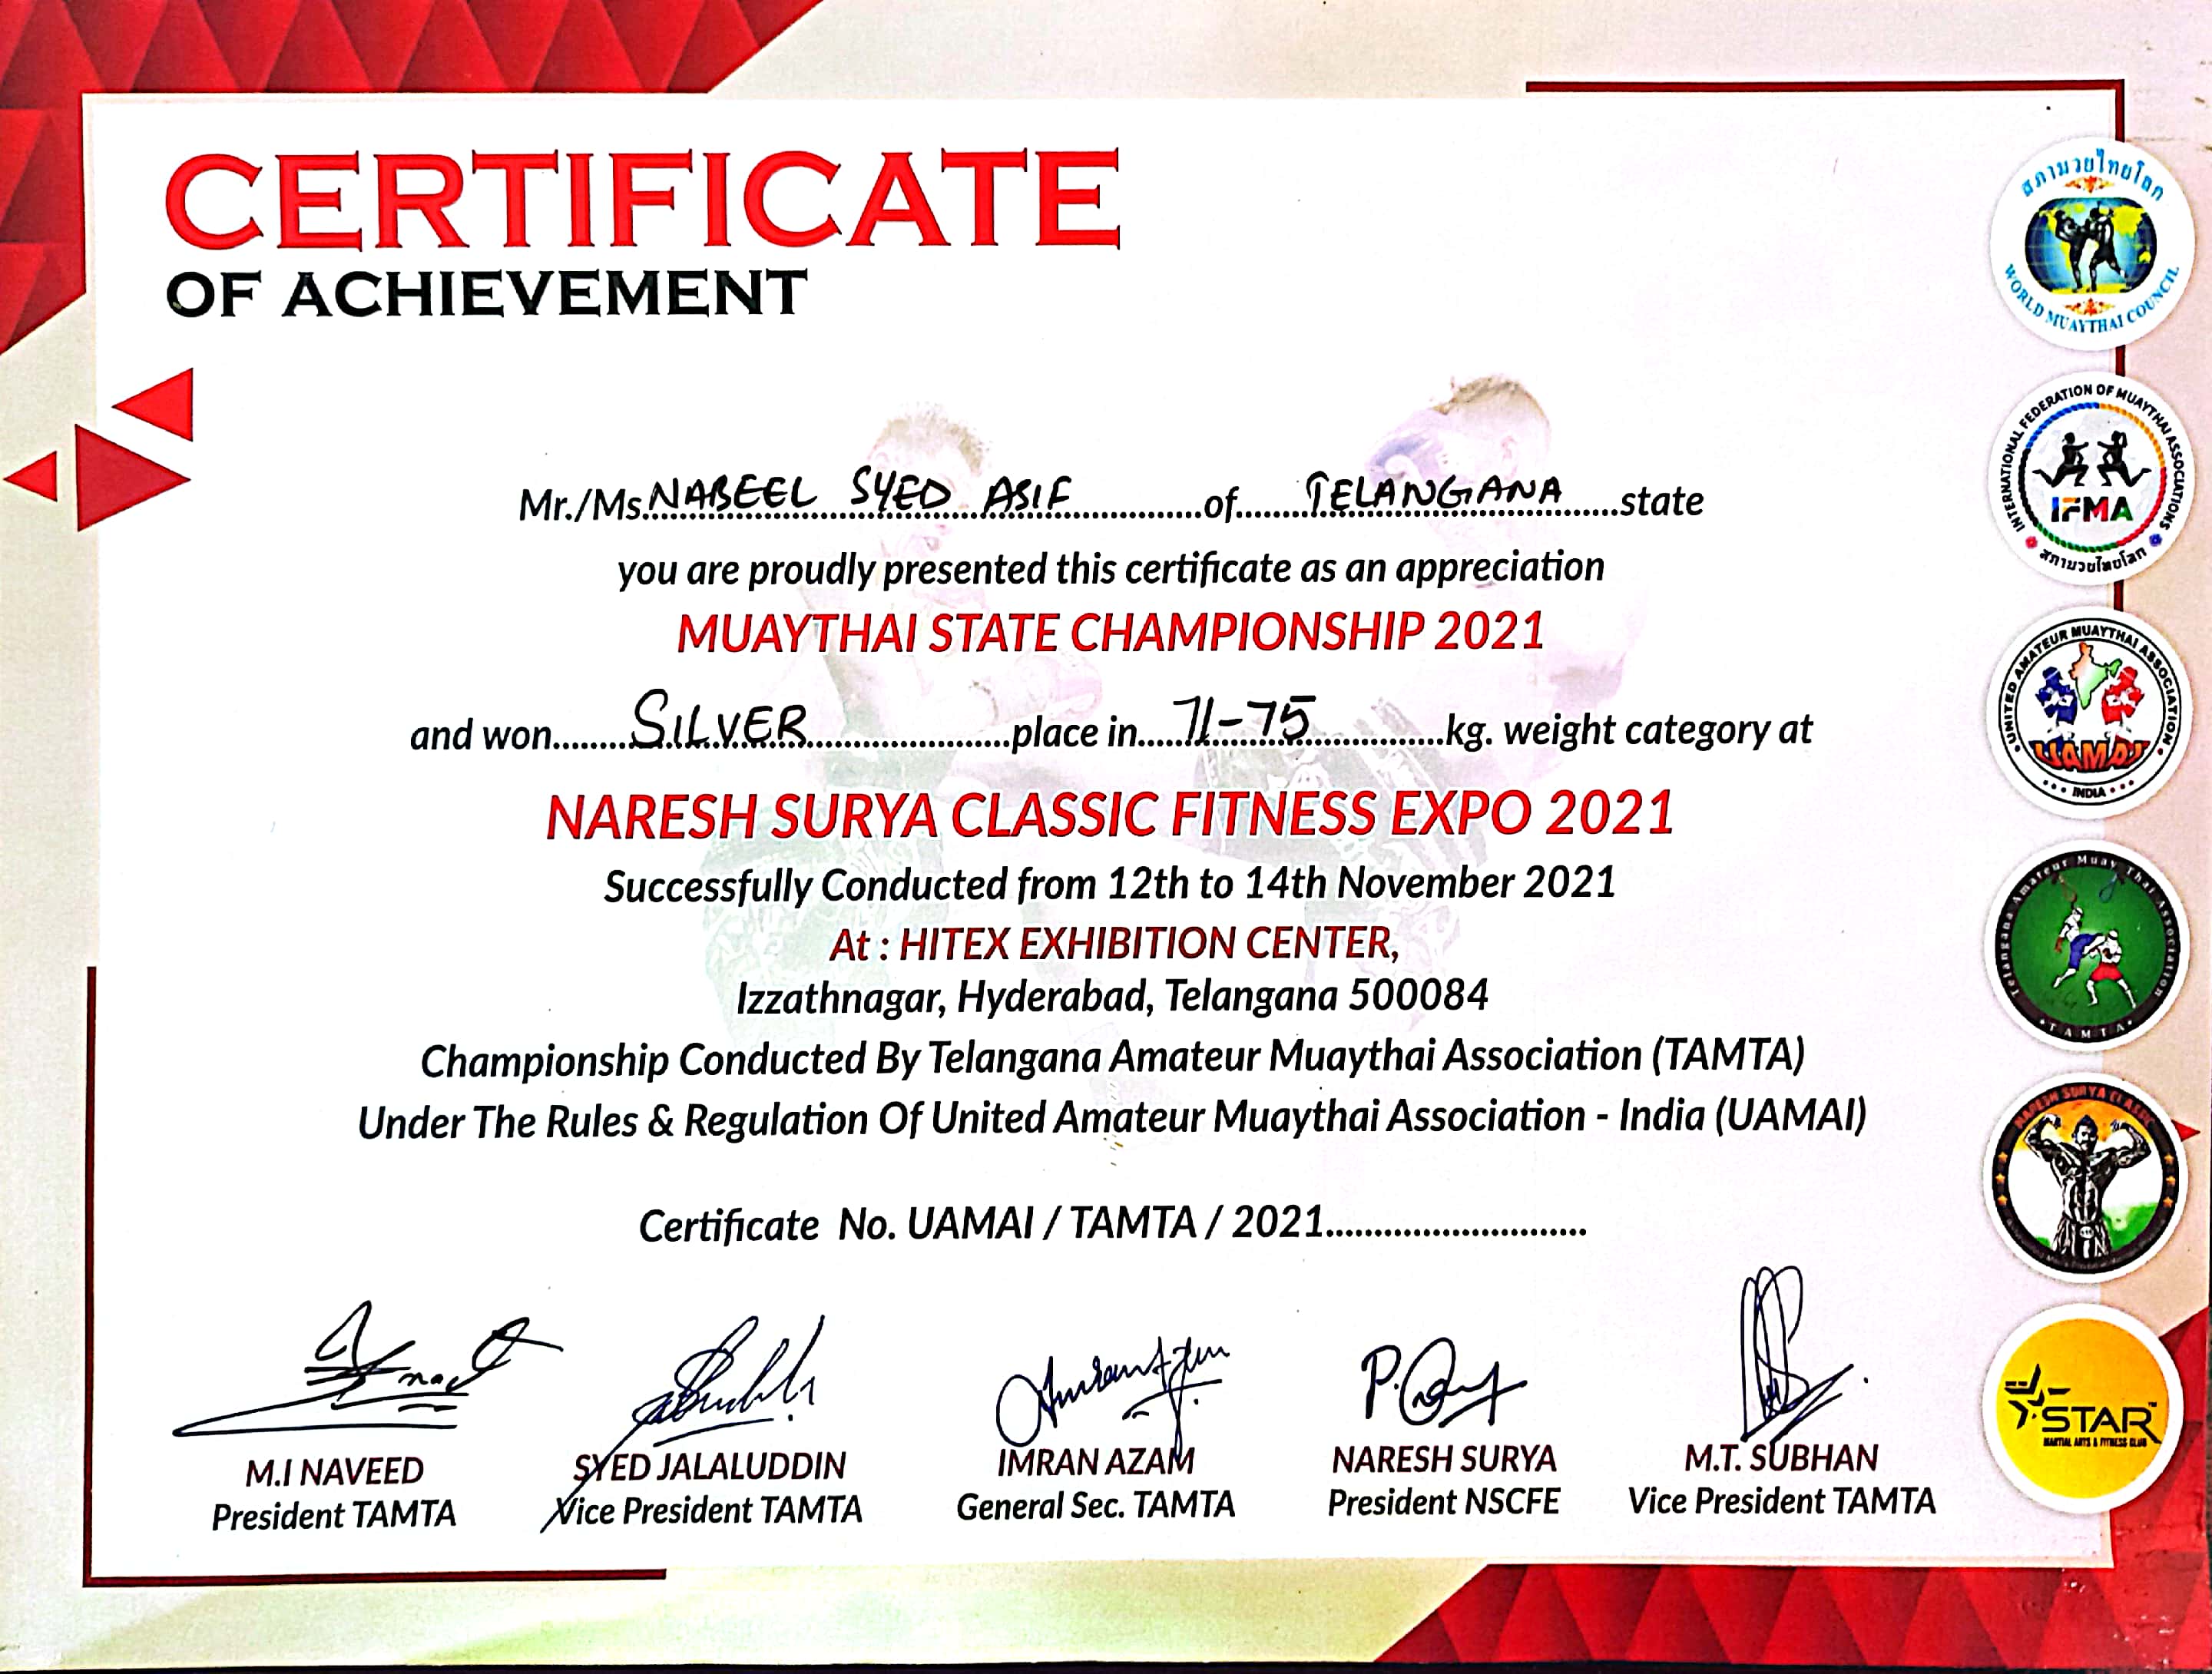 CERTIFICATE
OF ACHIEVEMENT
Mr./Ms. NABEEL SYED ASIF of TELANGANA state
you are proudly presented this certificate as an appreciation
MUAYTHAI STATE CHAMPIONSHIP 2021
and won SILVER place in 71-75 kg. weight category at
NARESH SURYA CLASSIC FITNESS EXPO 2021
Successfully Conducted from 12th to 14th November 2021
At : HITEX EXHIBITION CENTER,
Izzathnagar, Hyderabad, Telangana 500084
Championship Conducted By Telangana Amateur Muaythai Association (TAMTA)
Under The Rules & Regulation Of United Amateur Muaythai Association - India (UAMAI)
Certificate No. UAMAI / TAMTA / 2021
M.I NAVEED
President TAMTA
SYED JALALUDDIN
Vice President TAMTA
IMRAN AZAM
General Sec. TAMTA
NARESH SURYA
President NSCFE
M.T. SUBHAN
Vice President TAMTA
สภามวยไทยโลก
WORLD MUAYTHAI COUNCIL
INTERNATIONAL FEDERATION OF MUAYTHAI ASSOCIATIONS
IFMA
สภามวยไทยโลก
UNITED AMATEUR MUAYTHAI ASSOCIATION
UAMAI
INDIA
Telangana Amateur Muay Thai Association
TAMTA
NARESH SURYA CLASSIC
STAR
MARTIAL ARTS & FITNESS CLUB